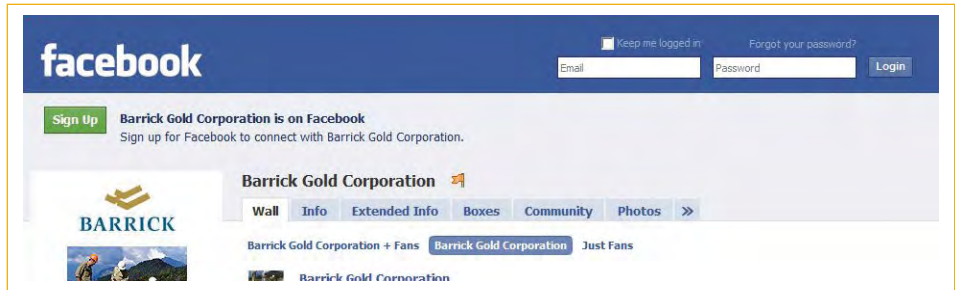 facebook
Keep me logged in
Forgot your password?
Email
Password
Login
Sign Up
Barrick Gold Corporation is on Facebook
Sign up for Facebook to connect with Barrick Gold Corporation.
BARRICK
Barrick Gold Corporation
Wall Info Extended Info Boxes Community Photos »
Barrick Gold Corporation + Fans Barrick Gold Corporation Just Fans
Barrick Gold Corporation